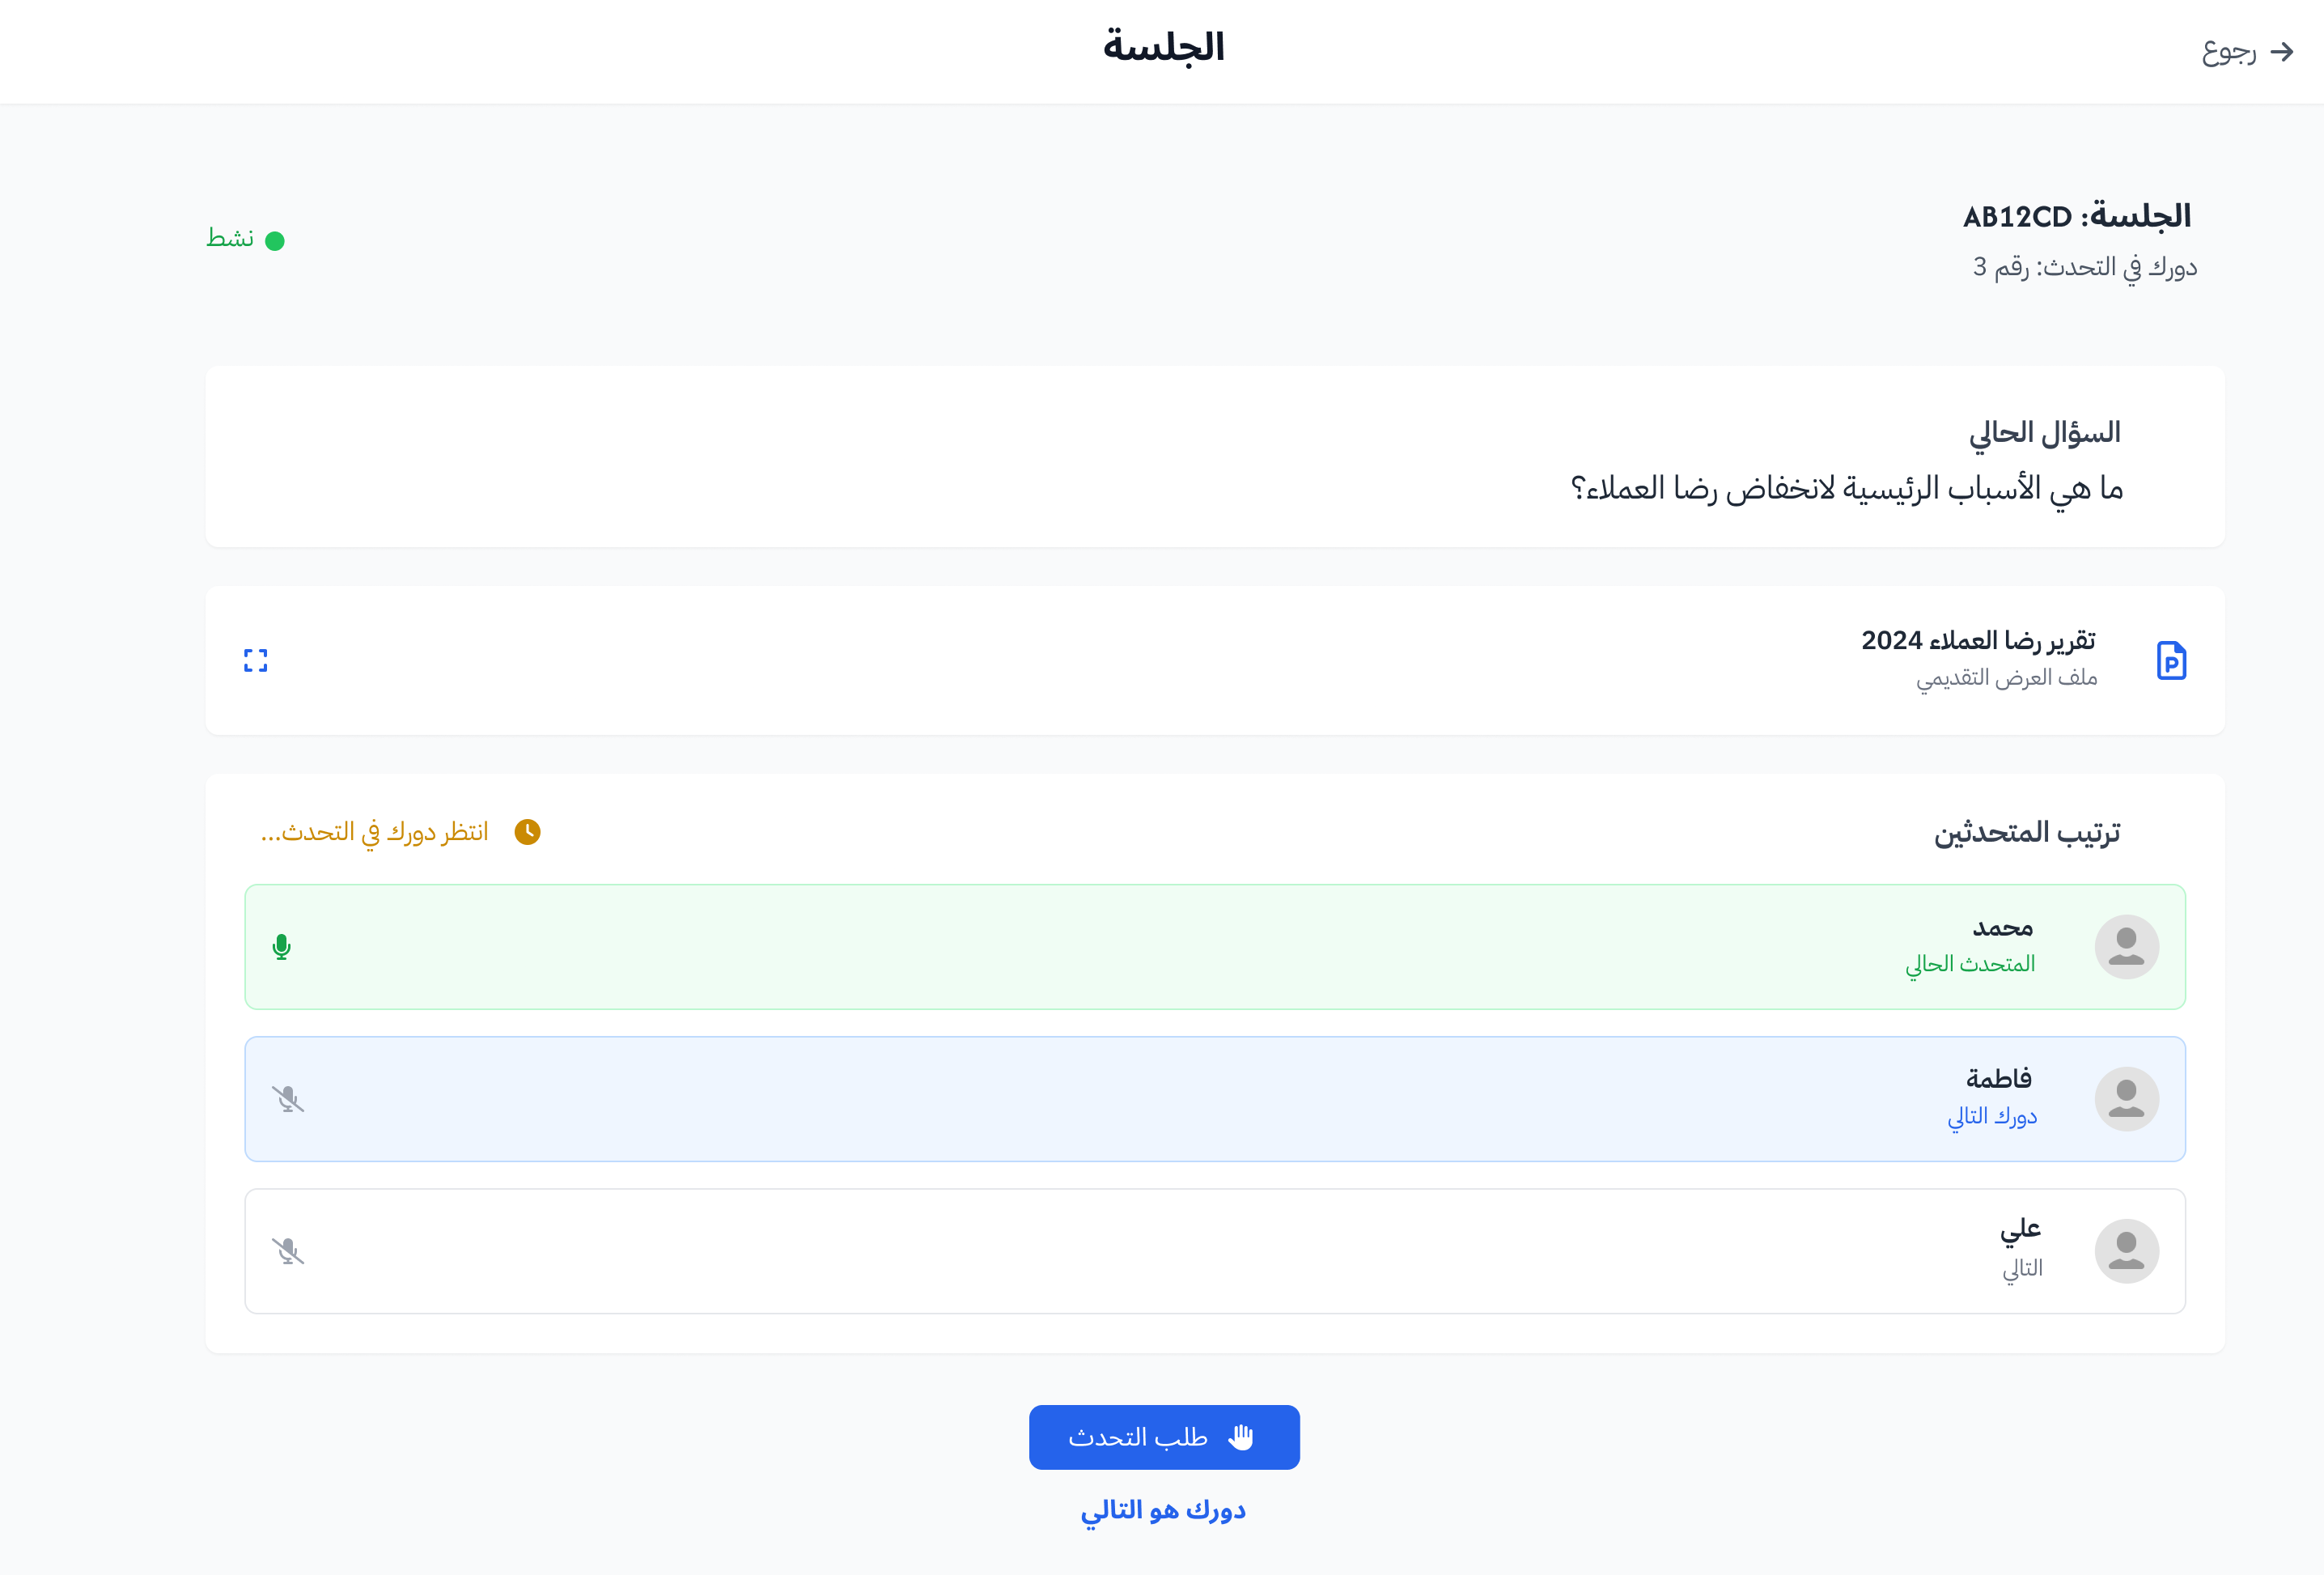 رجوع
الجلسة
الجلسة: AB12CD
دورك في التحدث: رقم 3
نشط
السؤال الحالي
ما هي الأسباب الرئيسية لانخفاض رضا العملاء؟
تقرير رضا العملاء 2024
ملف العرض التقديمي
ترتيب المتحدثين
انتظر دورك في التحدث...
محمد
المتحدث الحالي
فاطمة
دورك التالي
علي
التالي
طلب التحدث
دورك هو التالي